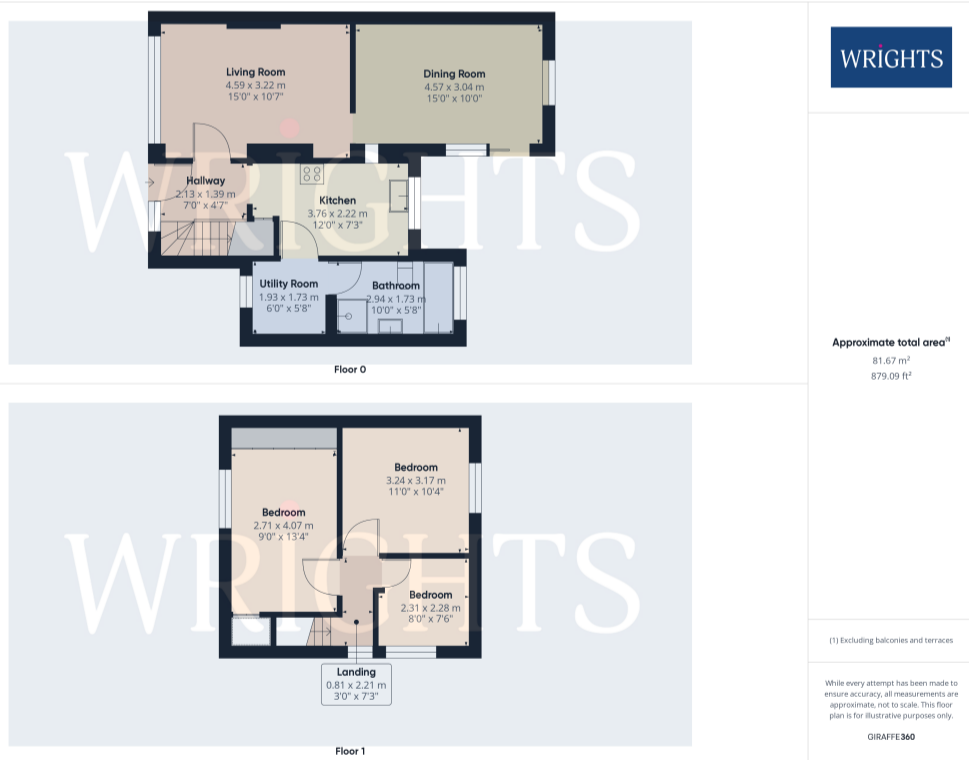 Living Room
4.59 x 3.22 m
15'0" x 10'7"
Dining Room
4.57 x 3.04 m
15'0" x 10'0"
Hallway
2.13 x 1.39 m
7'0" x 4'7"
Kitchen
3.76 x 2.22 m
12'0" x 7'3"
Utility Room
1.93 x 1.73 m
6'0" x 5'8"
Bathroom
2.94 x 1.73 m
10'0" x 5'8"
WRIGHTS
Floor 0
Bedroom
3.24 x 3.17 m
11'0" x 10'4"
Bedroom
2.71 x 4.07 m
9'0" x 13'4"
Bedroom
2.31 x 2.28 m
8'0" x 7'6"
Landing
0.81 x 2.21 m
3'0" x 7'3"
WRIGHTS
Floor 1
WRIGHTS
Approximate total area(1)
81.67 m²
879.09 ft²
(1) Excluding balconies and terraces
While every attempt has been made to
ensure accuracy, all measurements are
approximate, not to scale. This floor
plan is for illustrative purposes only.
GIRAFFE360